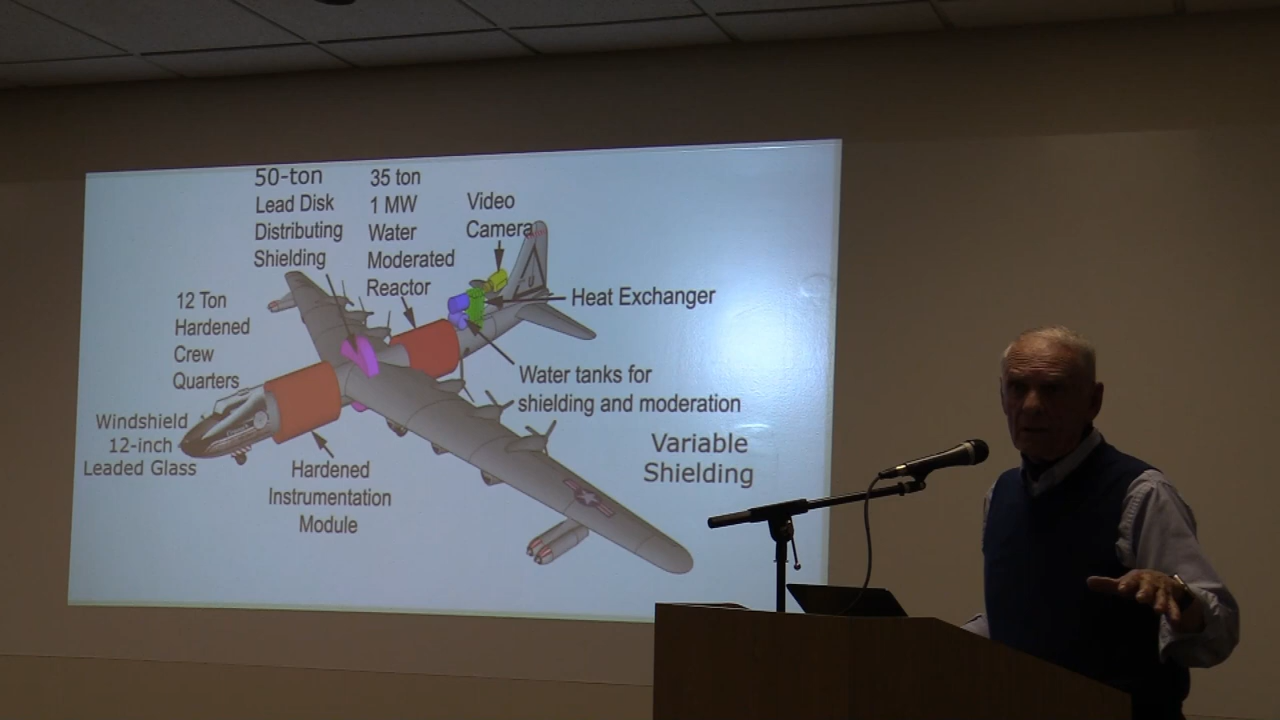 50-ton
Lead Disk
Distributing
Shielding
35 ton
1 MW
Water
Moderated
Reactor
Video
Camera
12 Ton
Hardened
Crew
Quarters
Heat Exchanger
Water tanks for
shielding and moderation
Windshield
12-inch
Leaded Glass
Variable
Shielding
Hardened
Instrumentation
Module
U